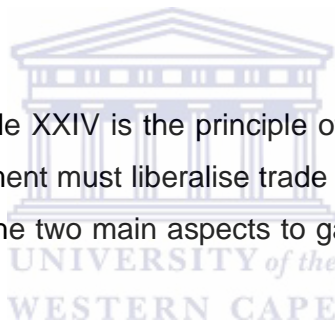 le XXIV is the principle o
ment must liberalise trade
he two main aspects to ga
UNIVERSITY of the
WESTERN CAPE